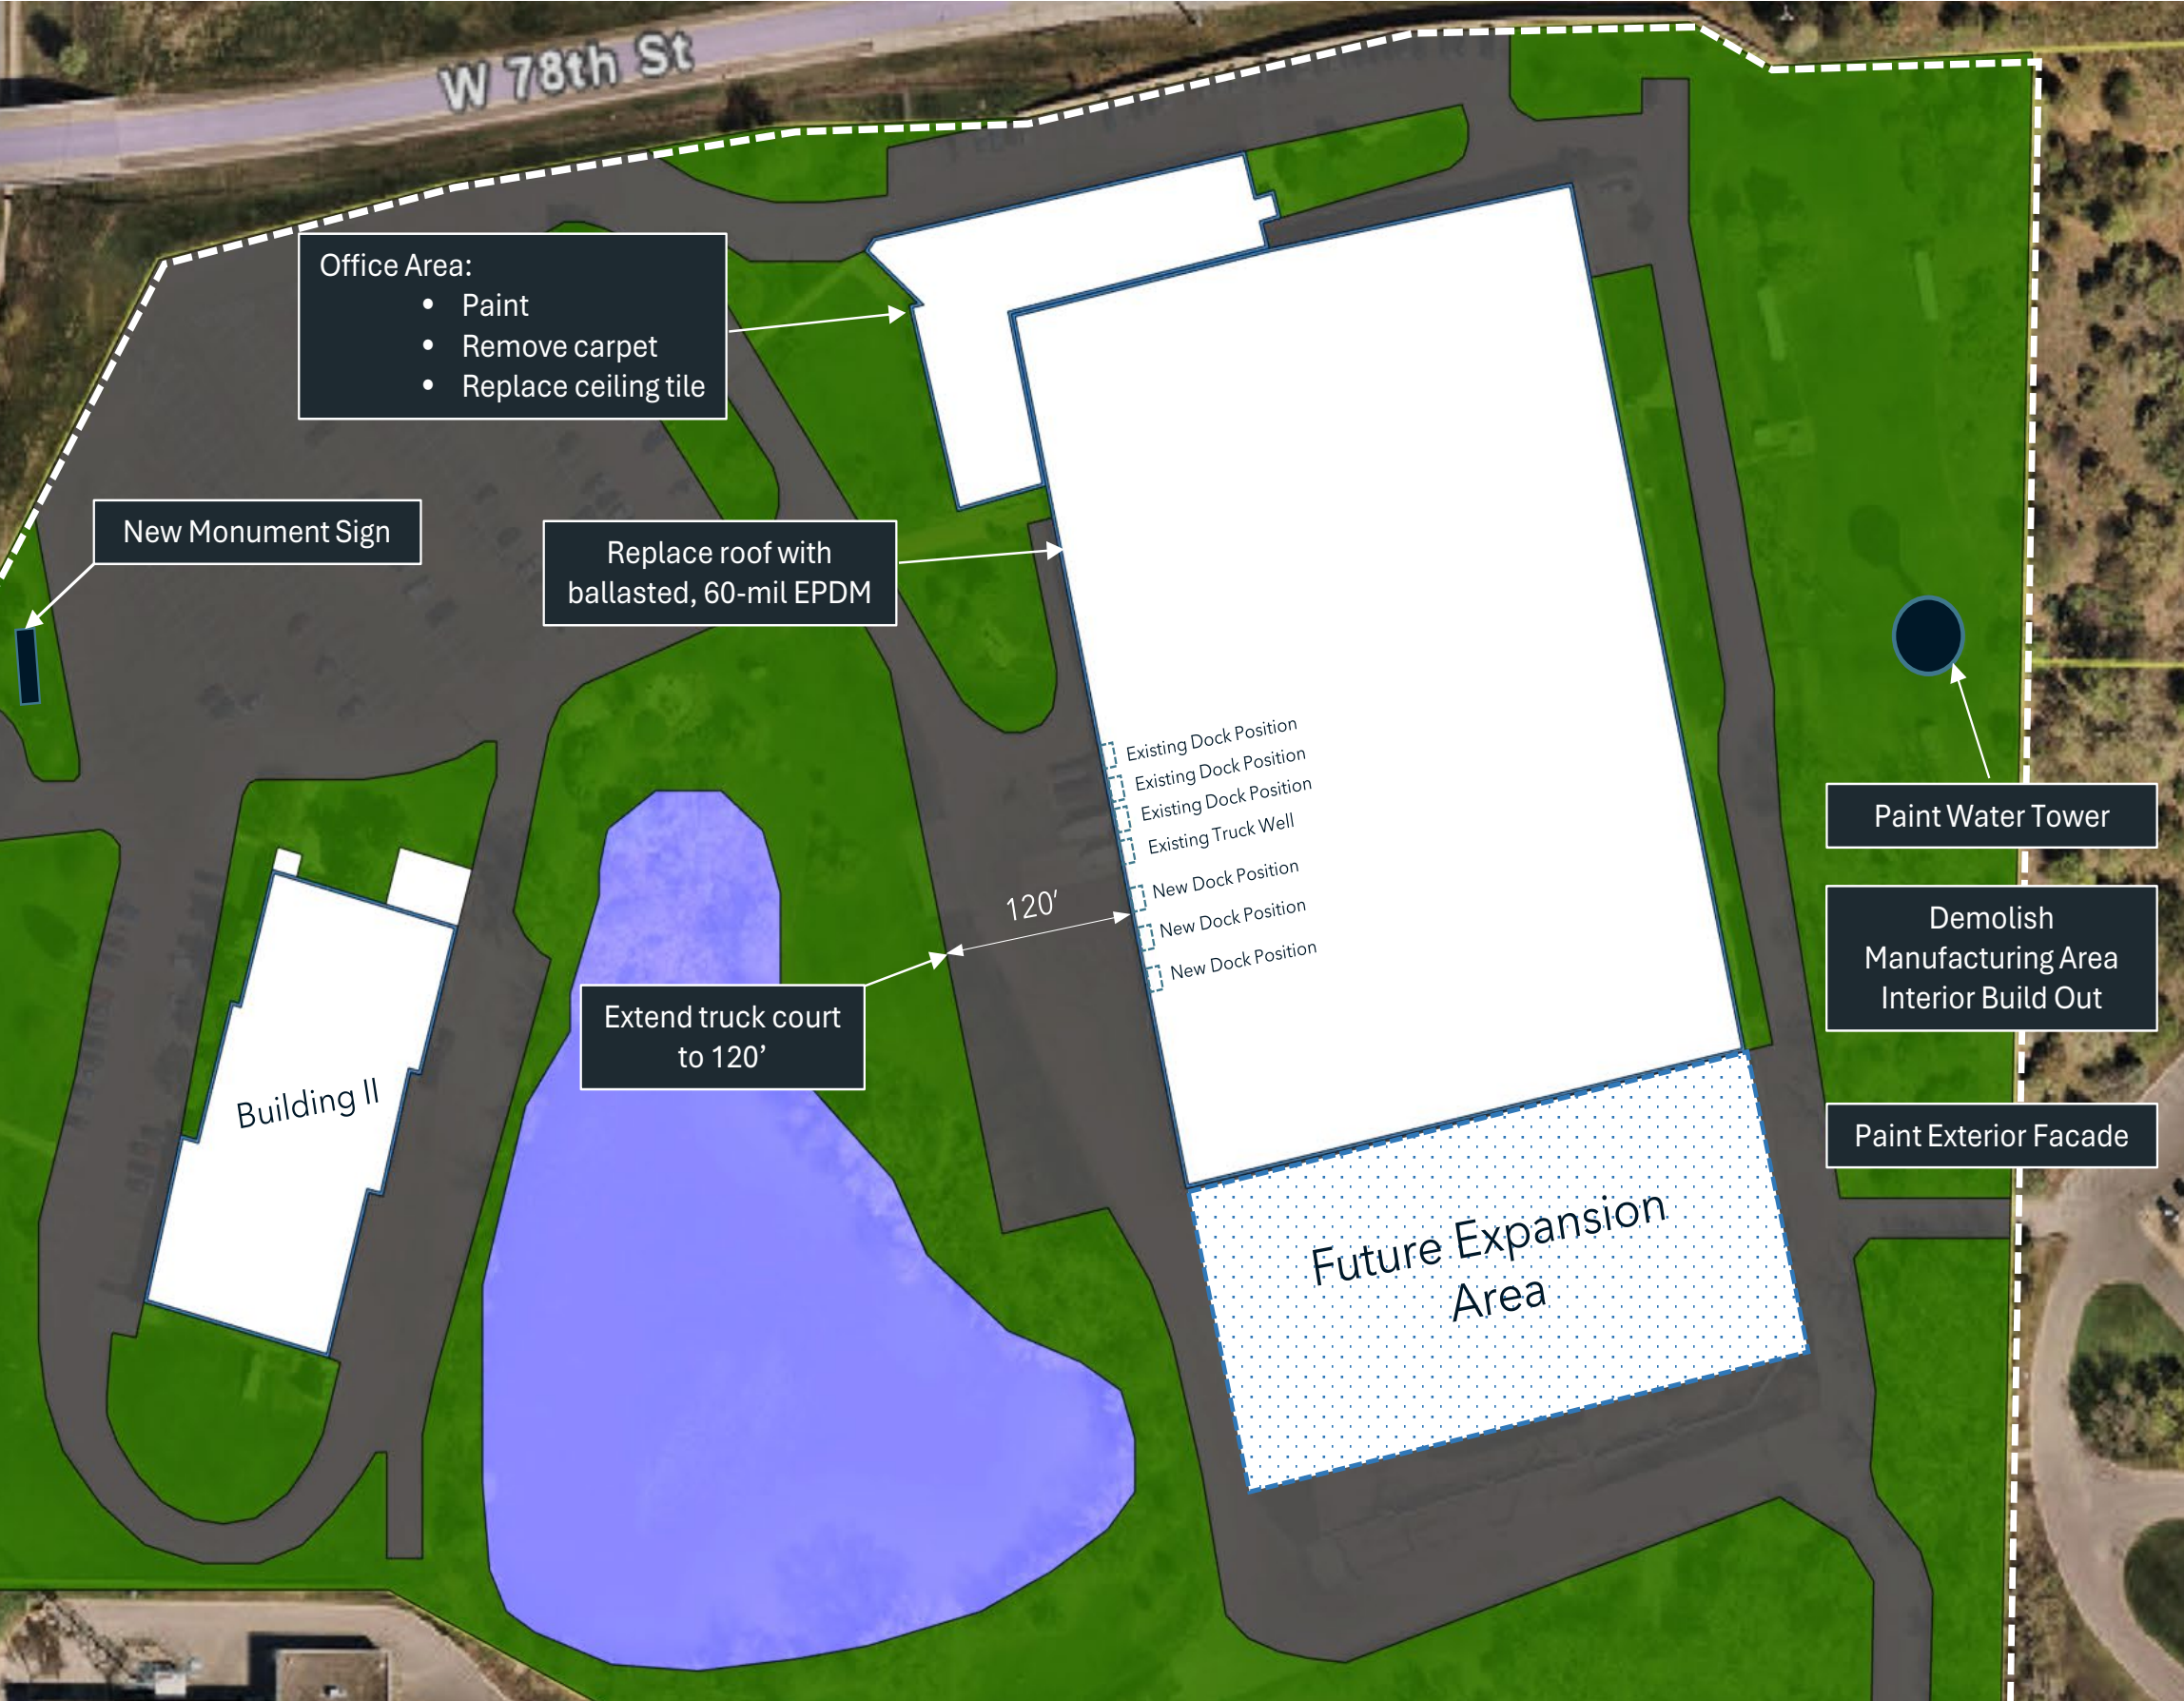 W 78th St
Office Area:
• Paint
• Remove carpet
• Replace ceiling tile
New Monument Sign
Replace roof with
ballasted, 60-mil EPDM
Existing Dock Position
Existing Dock Position
Existing Dock Position
Existing Truck Well
New Dock Position
New Dock Position
New Dock Position
120’
Extend truck court
to 120’
Paint Water Tower
Demolish
Manufacturing Area
Interior Build Out
Paint Exterior Facade
Building II
Future Expansion
Area